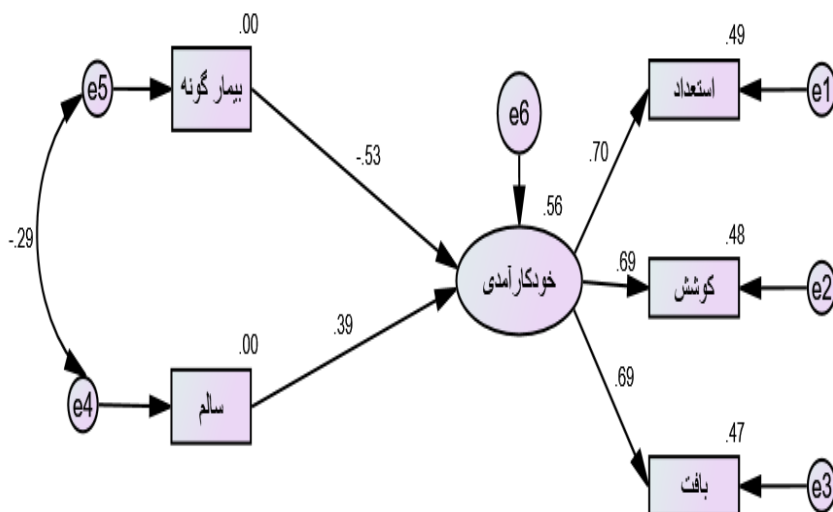 .00
.49
e5
بیمار گونه
e6
استعداد
e1
-.53
.70
.56
.48
-.29
خودکارآمدی
.69
کوشش
e2
.39
.00
.69
.47
e4
سالم
بافت
e3